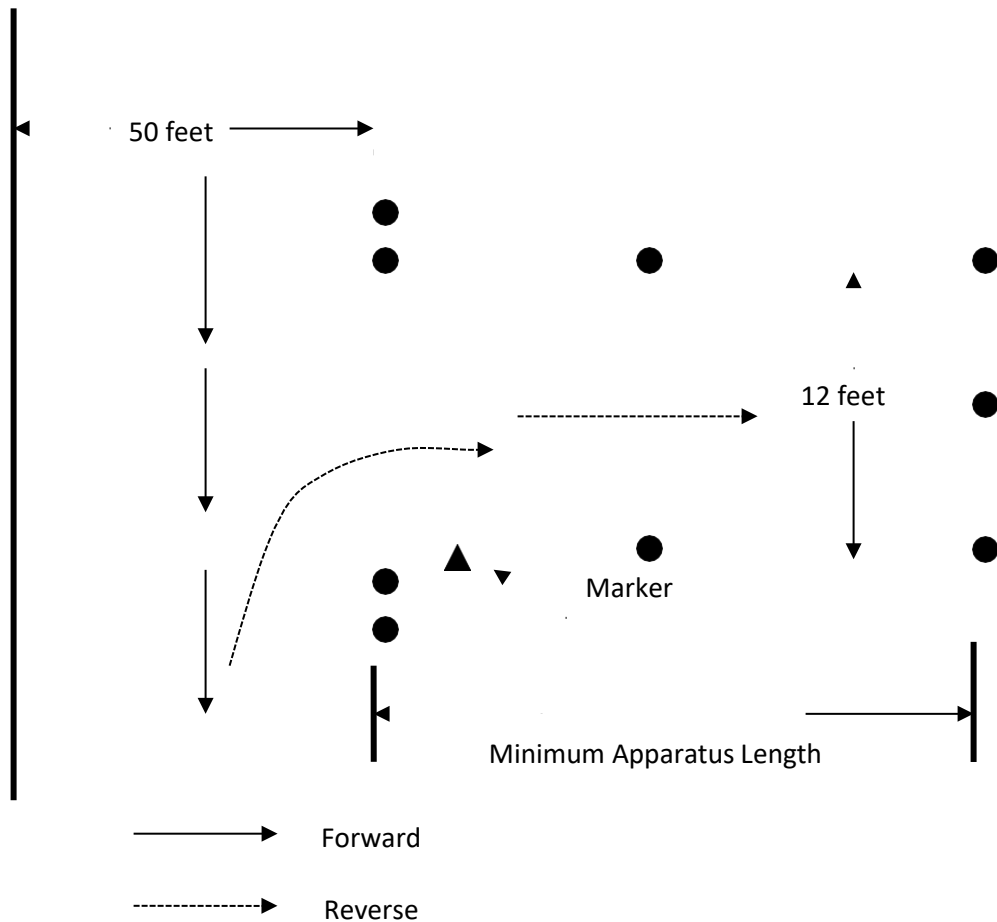 50 feet
12 feet
Marker
Minimum Apparatus Length
Forward
Reverse